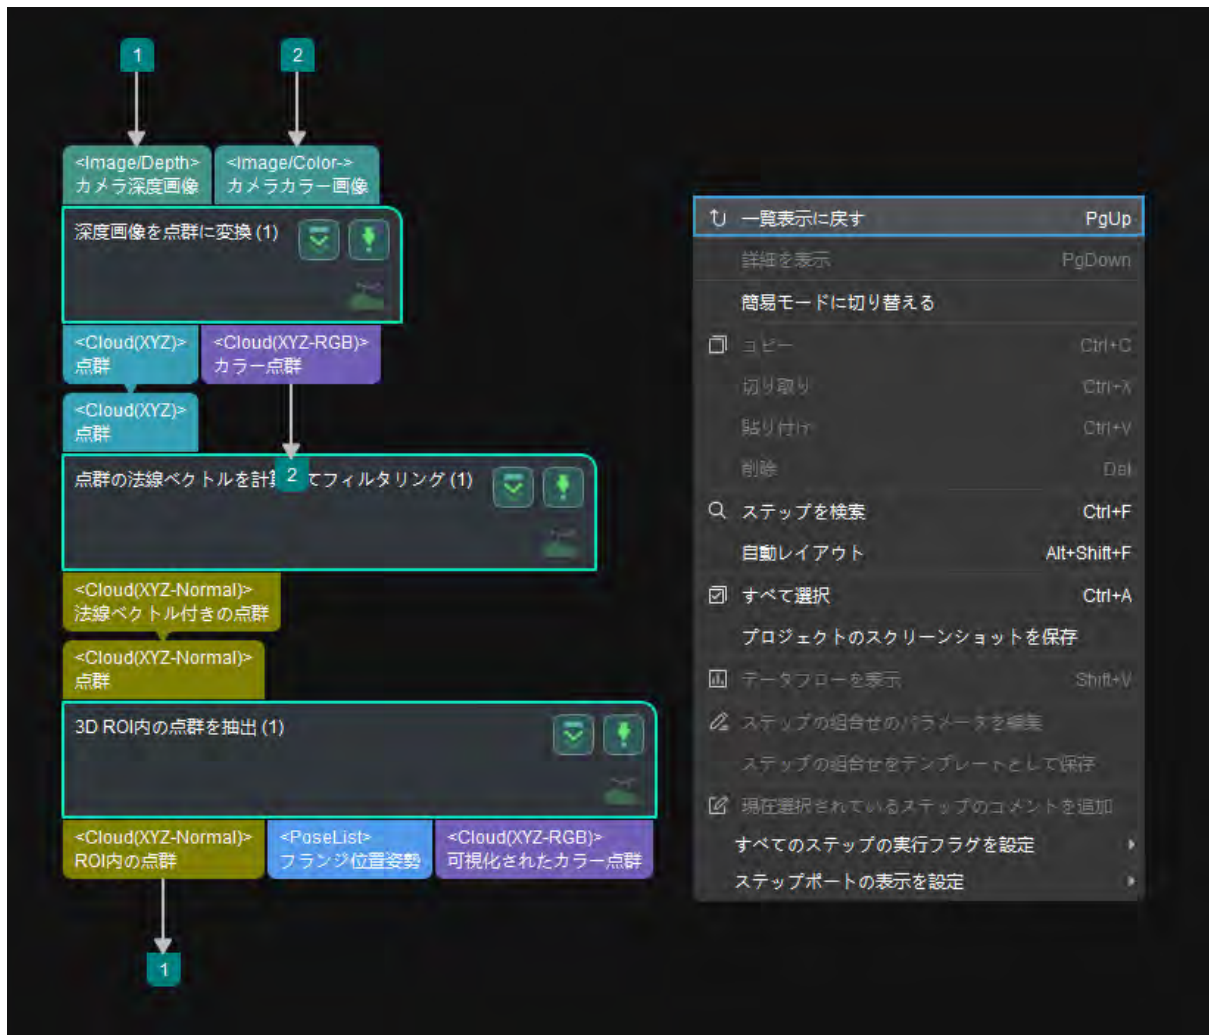 1
2
<Image/Depth>
カメラ深度画像
<Image/Color->
カメラカラー画像
深度画像を点群に変換 (1)
<Cloud(XYZ)>
点群
<Cloud(XYZ-RGB)>
カラー点群
<Cloud(XYZ)>
点群
点群の法線ベクトルを計算
2
てフィルタリング (1)
<Cloud(XYZ-Normal)>
法線ベクトル付きの点群
<Cloud(XYZ-Normal)>
点群
3D ROI内の点群を抽出 (1)
<Cloud(XYZ-Normal)>
ROI内の点群
<PoseList>
フランジ位置姿勢
<Cloud(XYZ-RGB)>
可視化されたカラー点群
1
一覧表示に戻す PgUp
詳細を表示 PgDown
簡易モードに切り替える
コピー Ctrl+C
切り取り Ctrl+X
貼り付け Ctrl+V
削除 Del
ステップを検索 Ctrl+F
自動レイアウト Alt+Shift+F
すべて選択 Ctrl+A
プロジェクトのスクリーンショットを保存
データフローを表示 Shift+V
ステップの組合せのパラメータを編集
ステップの組合せをテンプレートとして保存
現在選択されているステップのコメントを追加
すべてのステップの実行フラグを設定
ステップポートの表示を設定